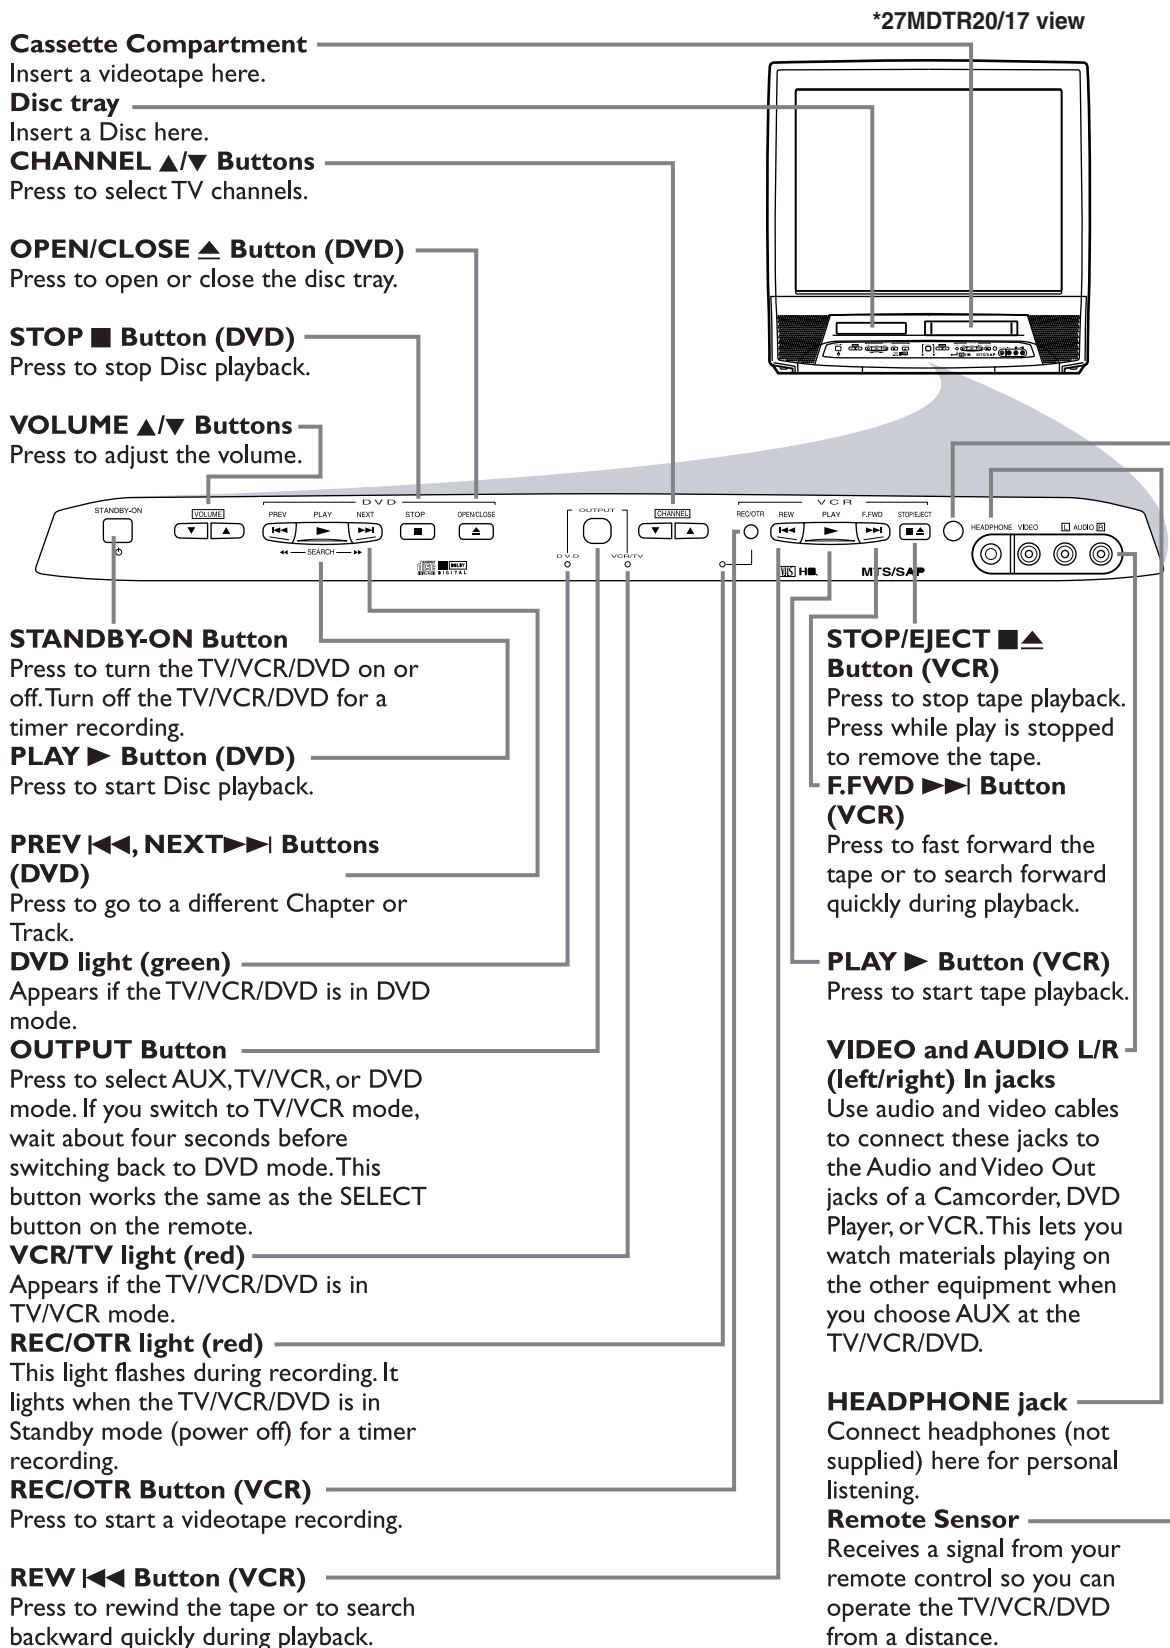 *27MDTR20/17 view
Cassette Compartment
Insert a videotape here.
Disc tray
Insert a Disc here.
CHANNEL ▲/▼ Buttons
Press to select TV channels.
OPEN/CLOSE ⏏ Button (DVD)
Press to open or close the disc tray.
STOP ■ Button (DVD)
Press to stop Disc playback.
VOLUME ▲/▼ Buttons
Press to adjust the volume.
MTS/SAP
DVD
VCR
STANDBY-ON
VOLUME
PREV PLAY NEXT STOP OPEN/CLOSE
OUTPUT
CHANNEL
REC/OTR REW PLAY F.FWD STOP/EJECT
HEADPHONE VIDEO L AUDIO R
SEARCH
DVD VCR/TV
DOLBY
DIGITAL
VHS HQ MTS/SAP
STANDBY-ON Button
Press to turn the TV/VCR/DVD on or
off. Turn off the TV/VCR/DVD for a
timer recording.
PLAY ▶ Button (DVD)
Press to start Disc playback.
PREV |◀◀, NEXT ▶▶| Buttons
(DVD)
Press to go to a different Chapter or
Track.
DVD light (green)
Appears if the TV/VCR/DVD is in DVD
mode.
OUTPUT Button
Press to select AUX, TV/VCR, or DVD
mode. If you switch to TV/VCR mode,
wait about four seconds before
switching back to DVD mode. This
button works the same as the SELECT
button on the remote.
VCR/TV light (red)
Appears if the TV/VCR/DVD is in
TV/VCR mode.
REC/OTR light (red)
This light flashes during recording. It
lights when the TV/VCR/DVD is in
Standby mode (power off) for a timer
recording.
REC/OTR Button (VCR)
Press to start a videotape recording.
REW |◀◀ Button (VCR)
Press to rewind the tape or to search
backward quickly during playback.
STOP/EJECT ■⏏
Button (VCR)
Press to stop tape playback.
Press while play is stopped
to remove the tape.
F.FWD ▶▶| Button
(VCR)
Press to fast forward the
tape or to search forward
quickly during playback.
PLAY ▶ Button (VCR)
Press to start tape playback.
VIDEO and AUDIO L/R
(left/right) In jacks
Use audio and video cables
to connect these jacks to
the Audio and Video Out
jacks of a Camcorder, DVD
Player, or VCR. This lets you
watch materials playing on
the other equipment when
you choose AUX at the
TV/VCR/DVD.
HEADPHONE jack
Connect headphones (not
supplied) here for personal
listening.
Remote Sensor
Receives a signal from your
remote control so you can
operate the TV/VCR/DVD
from a distance.